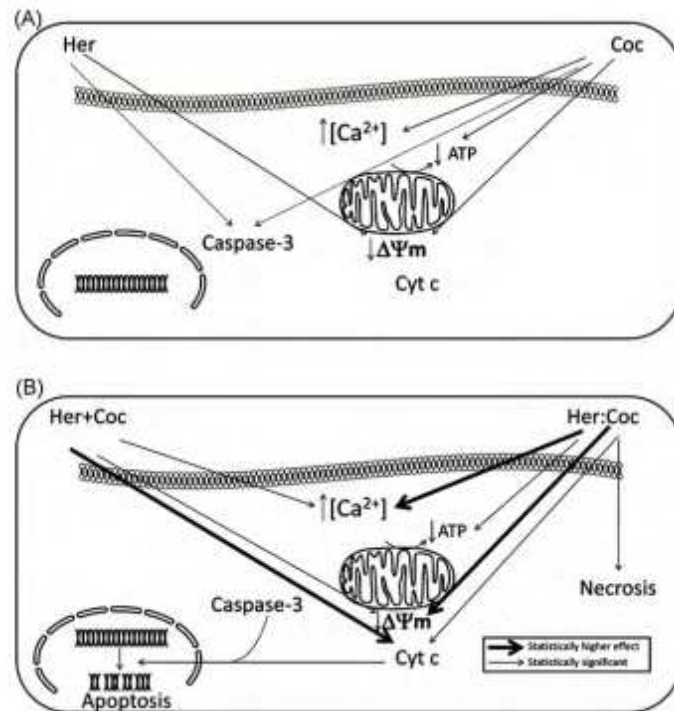 (A)
Her
Coc
↑[Ca²⁺]
↓ATP
Caspase-3
↓ΔΨm
Cyt c
(B)
Her+Coc
Her:Coc
↑[Ca²⁺]
↓ATP
Necrosis
Caspase-3
↓ΔΨm
Cyt c
Statistically higher effect
Statistically significant
Apoptosis